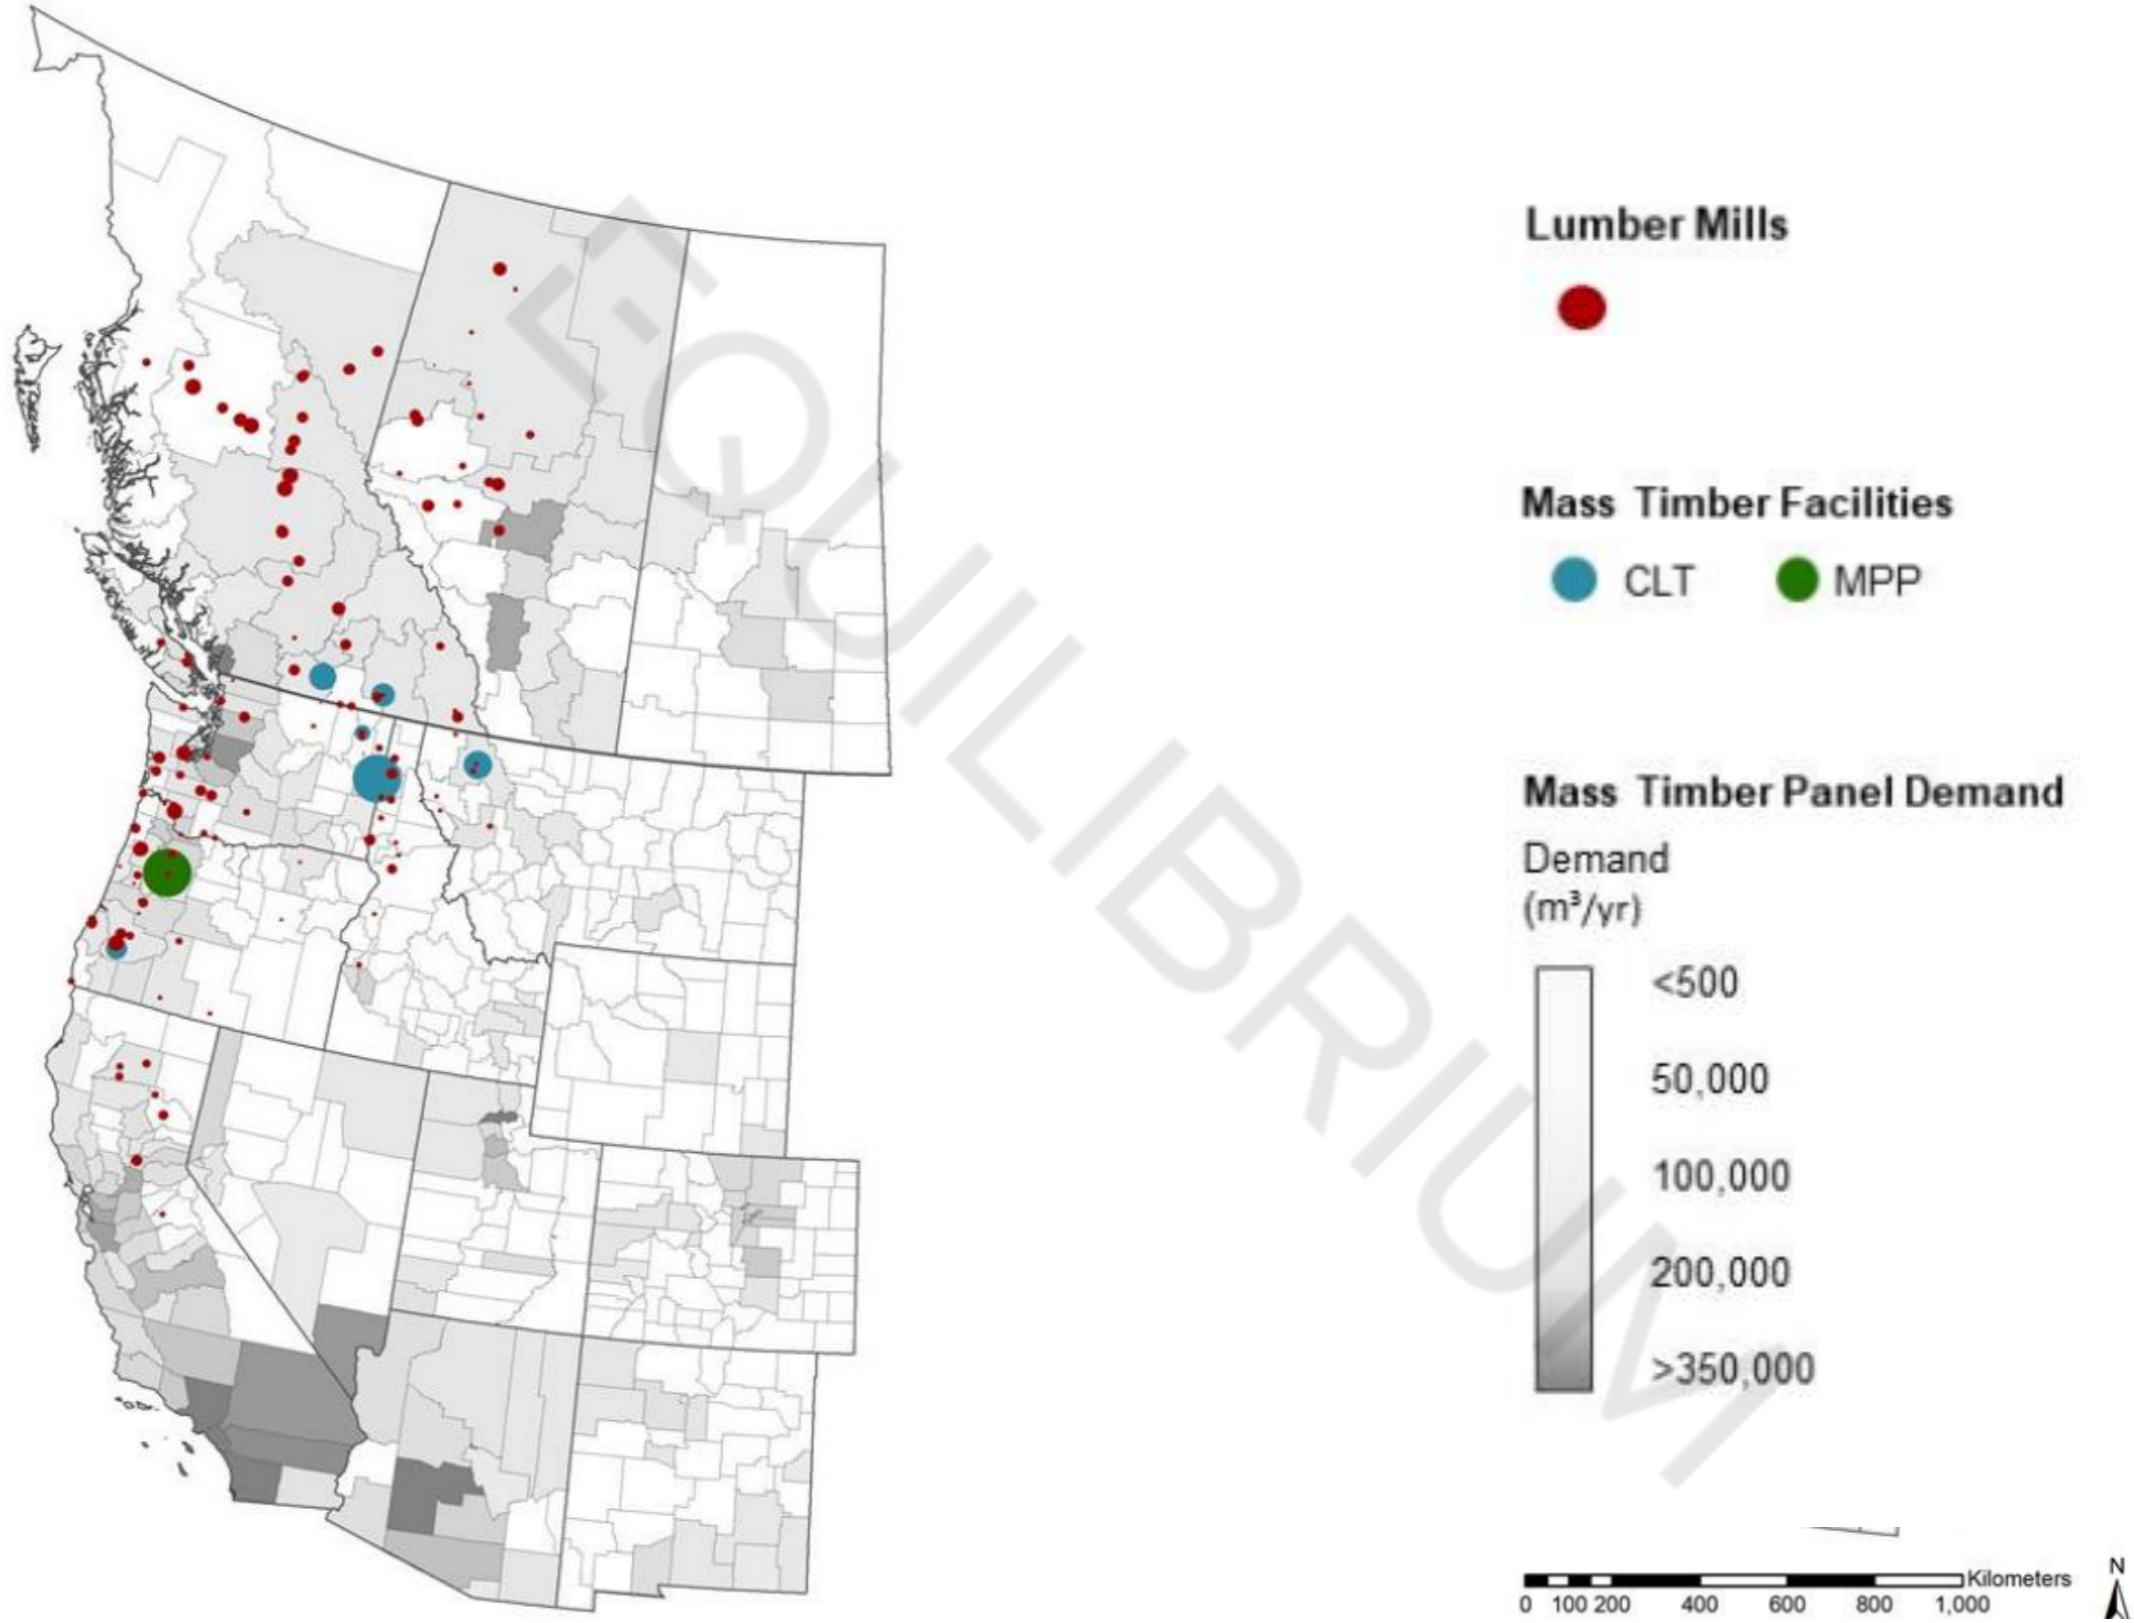 EQUILIBRIUM
Lumber Mills
Mass Timber Facilities
CLT MPP
Mass Timber Panel Demand
Demand
(m³/yr)
<500
50,000
100,000
200,000
>350,000
N
Kilometers
0 100 200 400 600 800 1,000